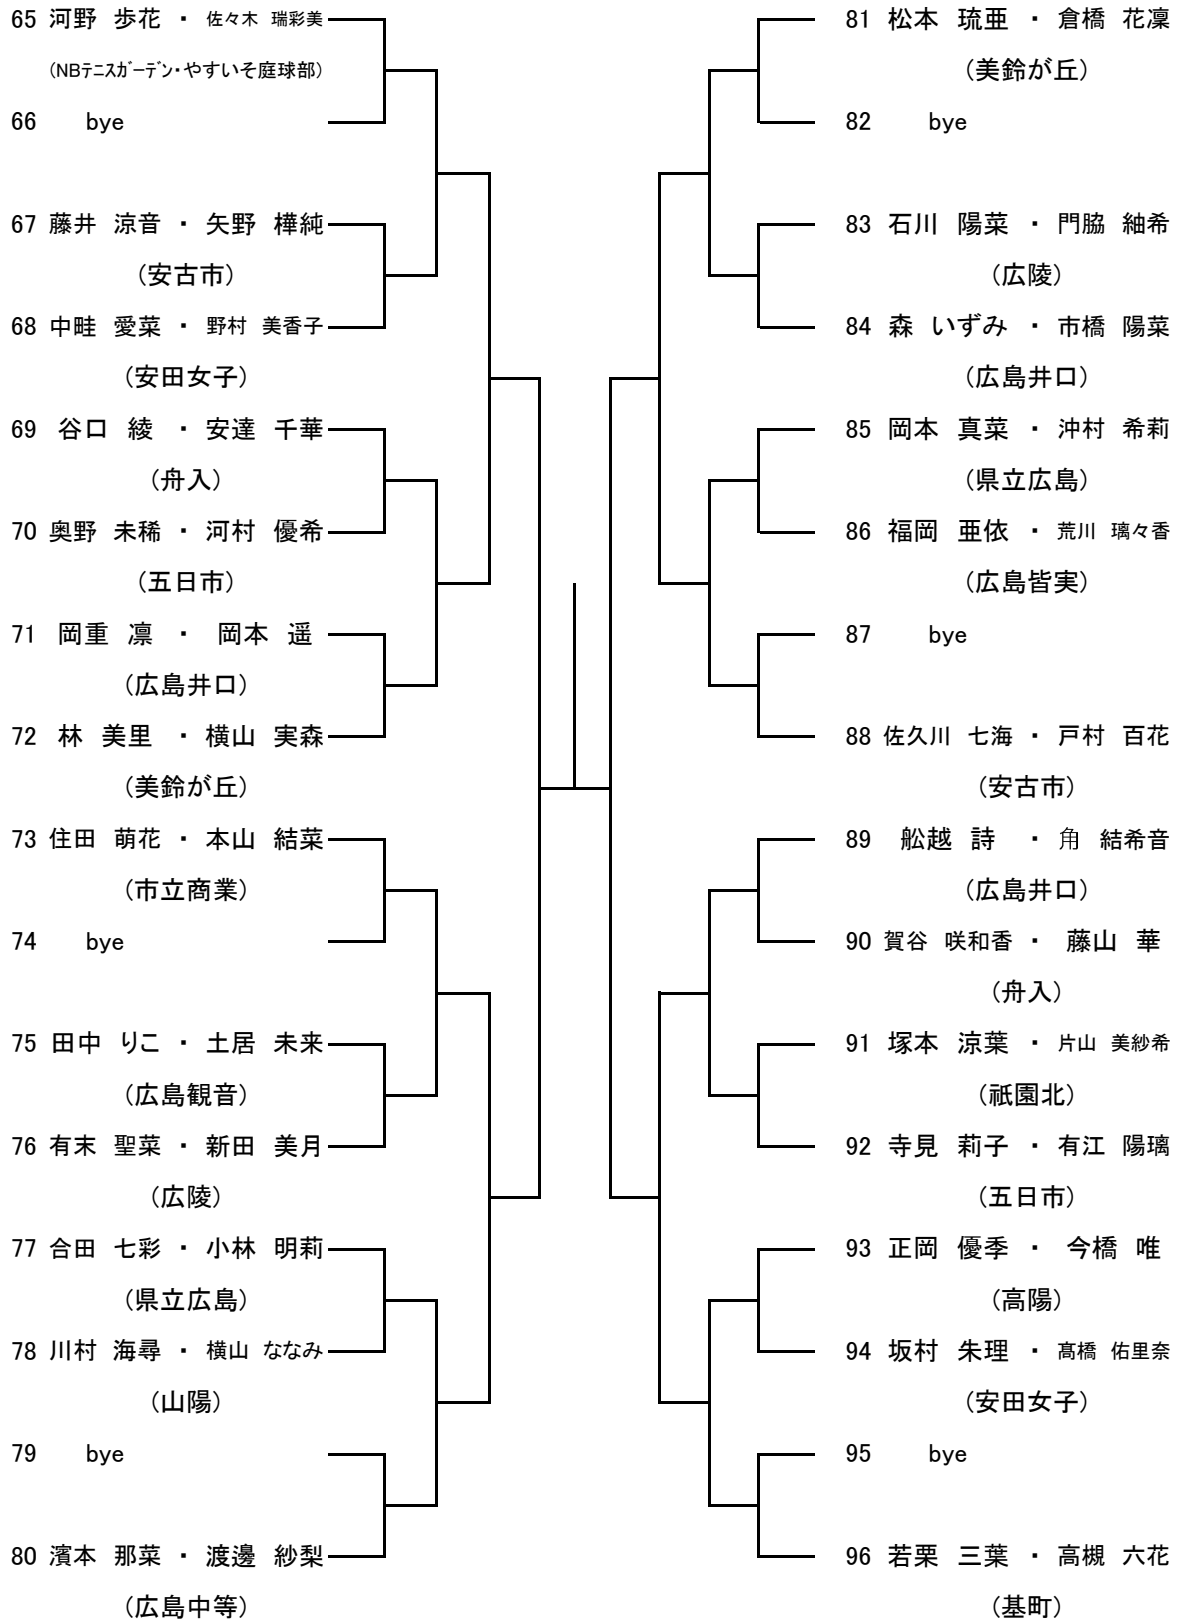 65 河野 歩花 ・ 佐々木 瑞彩美
(NBテニスガーデン・やすいそ庭球部)
66 bye
67 藤井 涼音 ・ 矢野 樺純
(安古市)
68 中畦 愛菜 ・ 野村 美香子
(安田女子)
69 谷口 綾 ・ 安達 千華
(舟入)
70 奥野 未稀 ・ 河村 優希
(五日市)
71 岡重 凛 ・ 岡本 遥
(広島井口)
72 林 美里 ・ 横山 実森
(美鈴が丘)
73 住田 萌花 ・ 本山 結菜
(市立商業)
74 bye
75 田中 りこ ・ 土居 未来
(広島観音)
76 有末 聖菜 ・ 新田 美月
(広陵)
77 合田 七彩 ・ 小林 明莉
(県立広島)
78 川村 海尋 ・ 横山 ななみ
(山陽)
79 bye
80 濱本 那菜 ・ 渡邊 紗梨
(広島中等)
81 松本 琉亜 ・ 倉橋 花凜
(美鈴が丘)
82 bye
83 石川 陽菜 ・ 門脇 紬希
(広陵)
84 森 いずみ ・ 市橋 陽菜
(広島井口)
85 岡本 真菜 ・ 沖村 希莉
(県立広島)
86 福岡 亜依 ・ 荒川 璃々香
(広島皆実)
87 bye
88 佐久川 七海 ・ 戸村 百花
(安古市)
89 舩越 詩 ・ 角 結希音
(広島井口)
90 賀谷 咲和香 ・ 藤山 華
(舟入)
91 塚本 涼葉 ・ 片山 美紗希
(祇園北)
92 寺見 莉子 ・ 有江 陽璃
(五日市)
93 正岡 優季 ・ 今橋 唯
(高陽)
94 坂村 朱理 ・ 髙橋 佑里奈
(安田女子)
95 bye
96 若栗 三葉 ・ 高槻 六花
(基町)